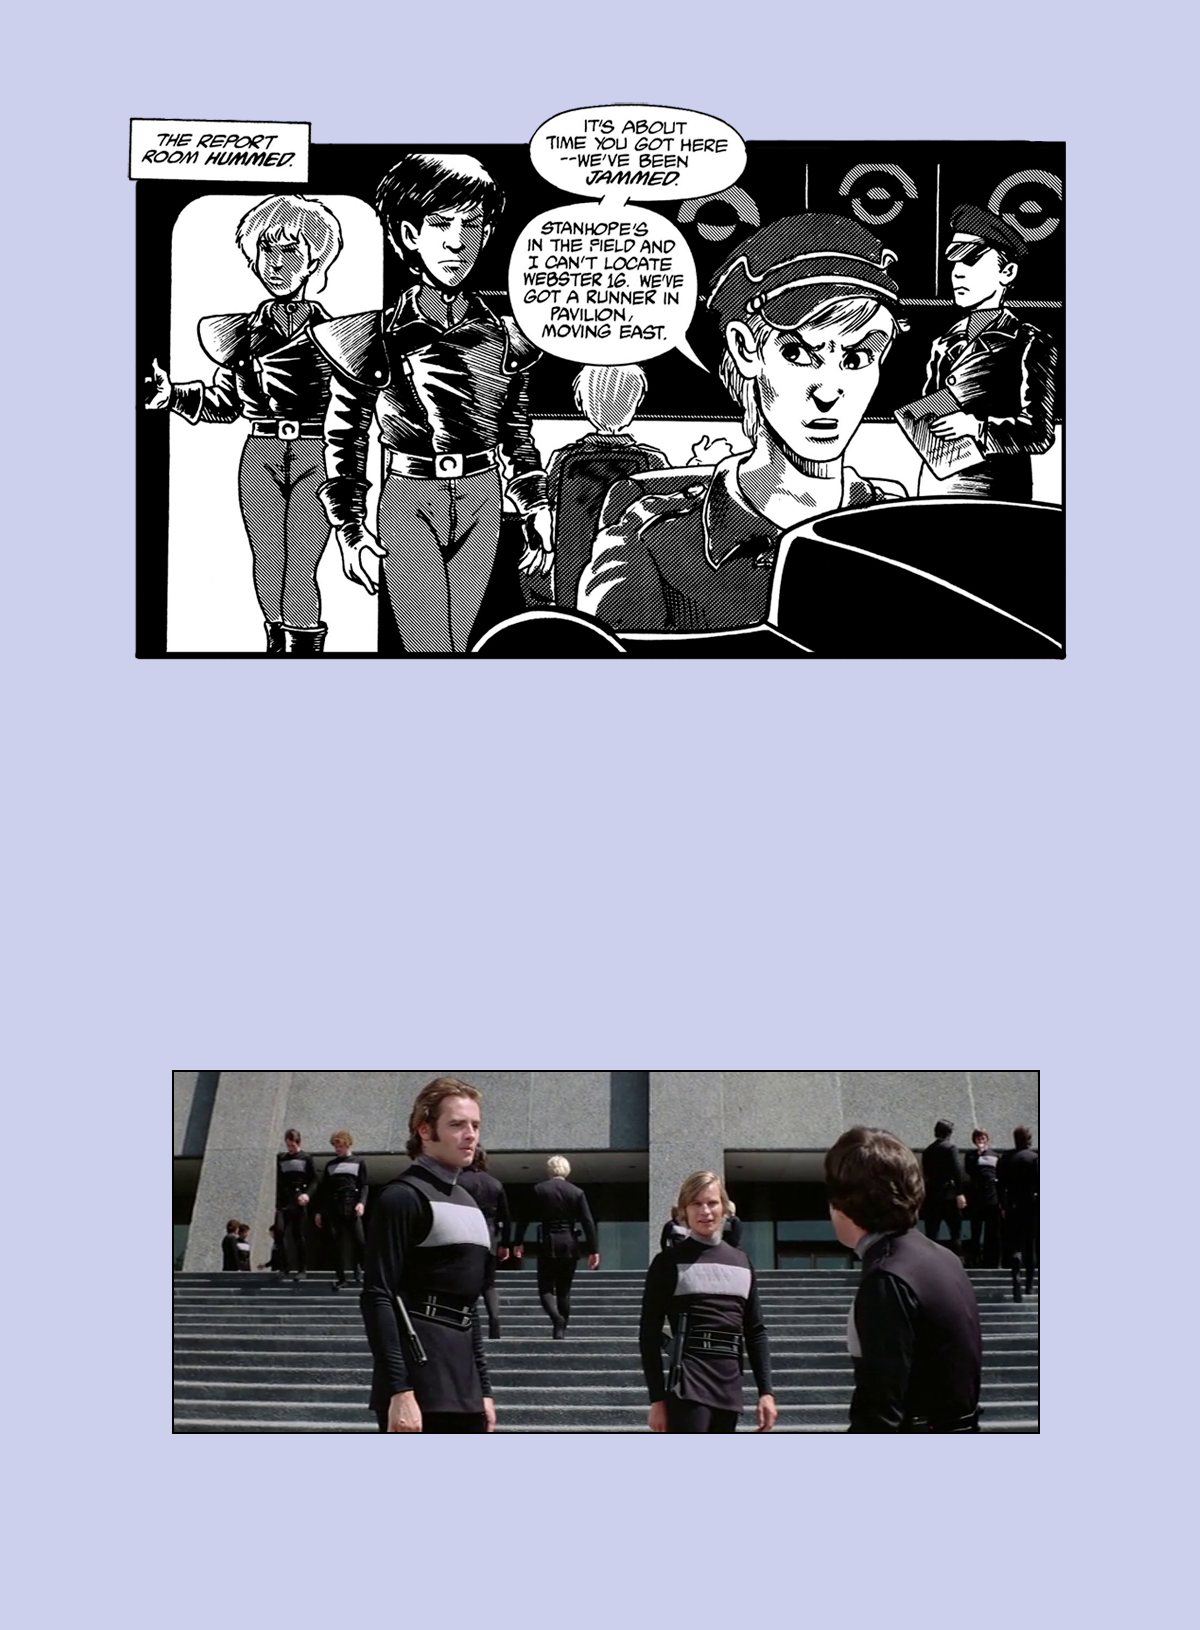 THE REPORT
ROOM HUMMED.
IT'S ABOUT
TIME YOU GOT HERE
--WE'VE BEEN
JAMMED.
STANHOPE'S
IN THE FIELD AND
I CAN'T LOCATE
WEBSTER 16. WE'VE
GOT A RUNNER IN
PAVILION,
MOVING EAST.